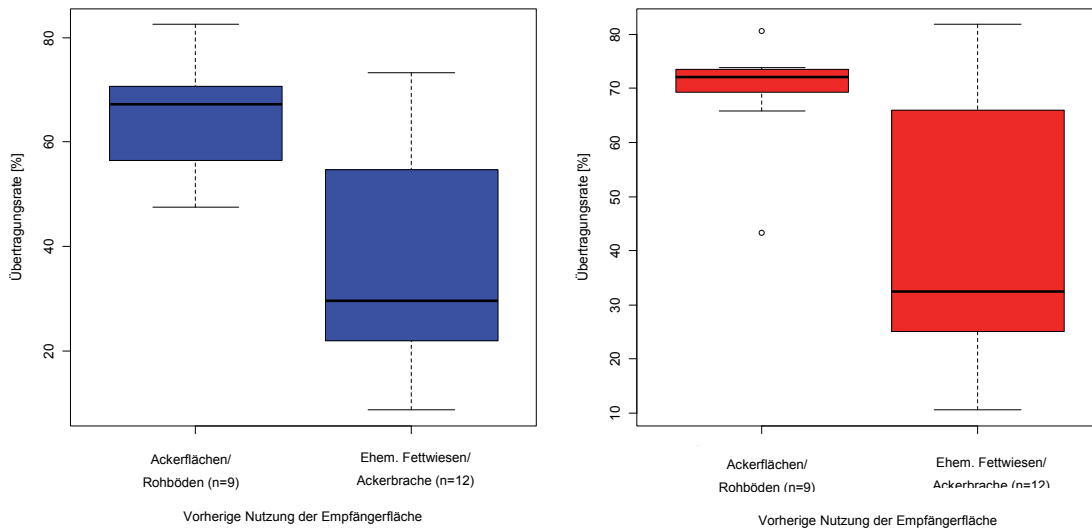 Übertragungsrate [%]
80
60
40
20
Ackerflächen/
Rohböden (n=9)
Ehem. Fettwiesen/
Ackerbrache (n=12)
Vorherige Nutzung der Empfängerfläche
Übertragungsrate [%]
80
70
60
50
40
30
20
10
Ackerflächen/
Rohböden (n=9)
Ehem. Fettwiesen/
Ackerbrache (n=12)
Vorherige Nutzung der Empfängerfläche